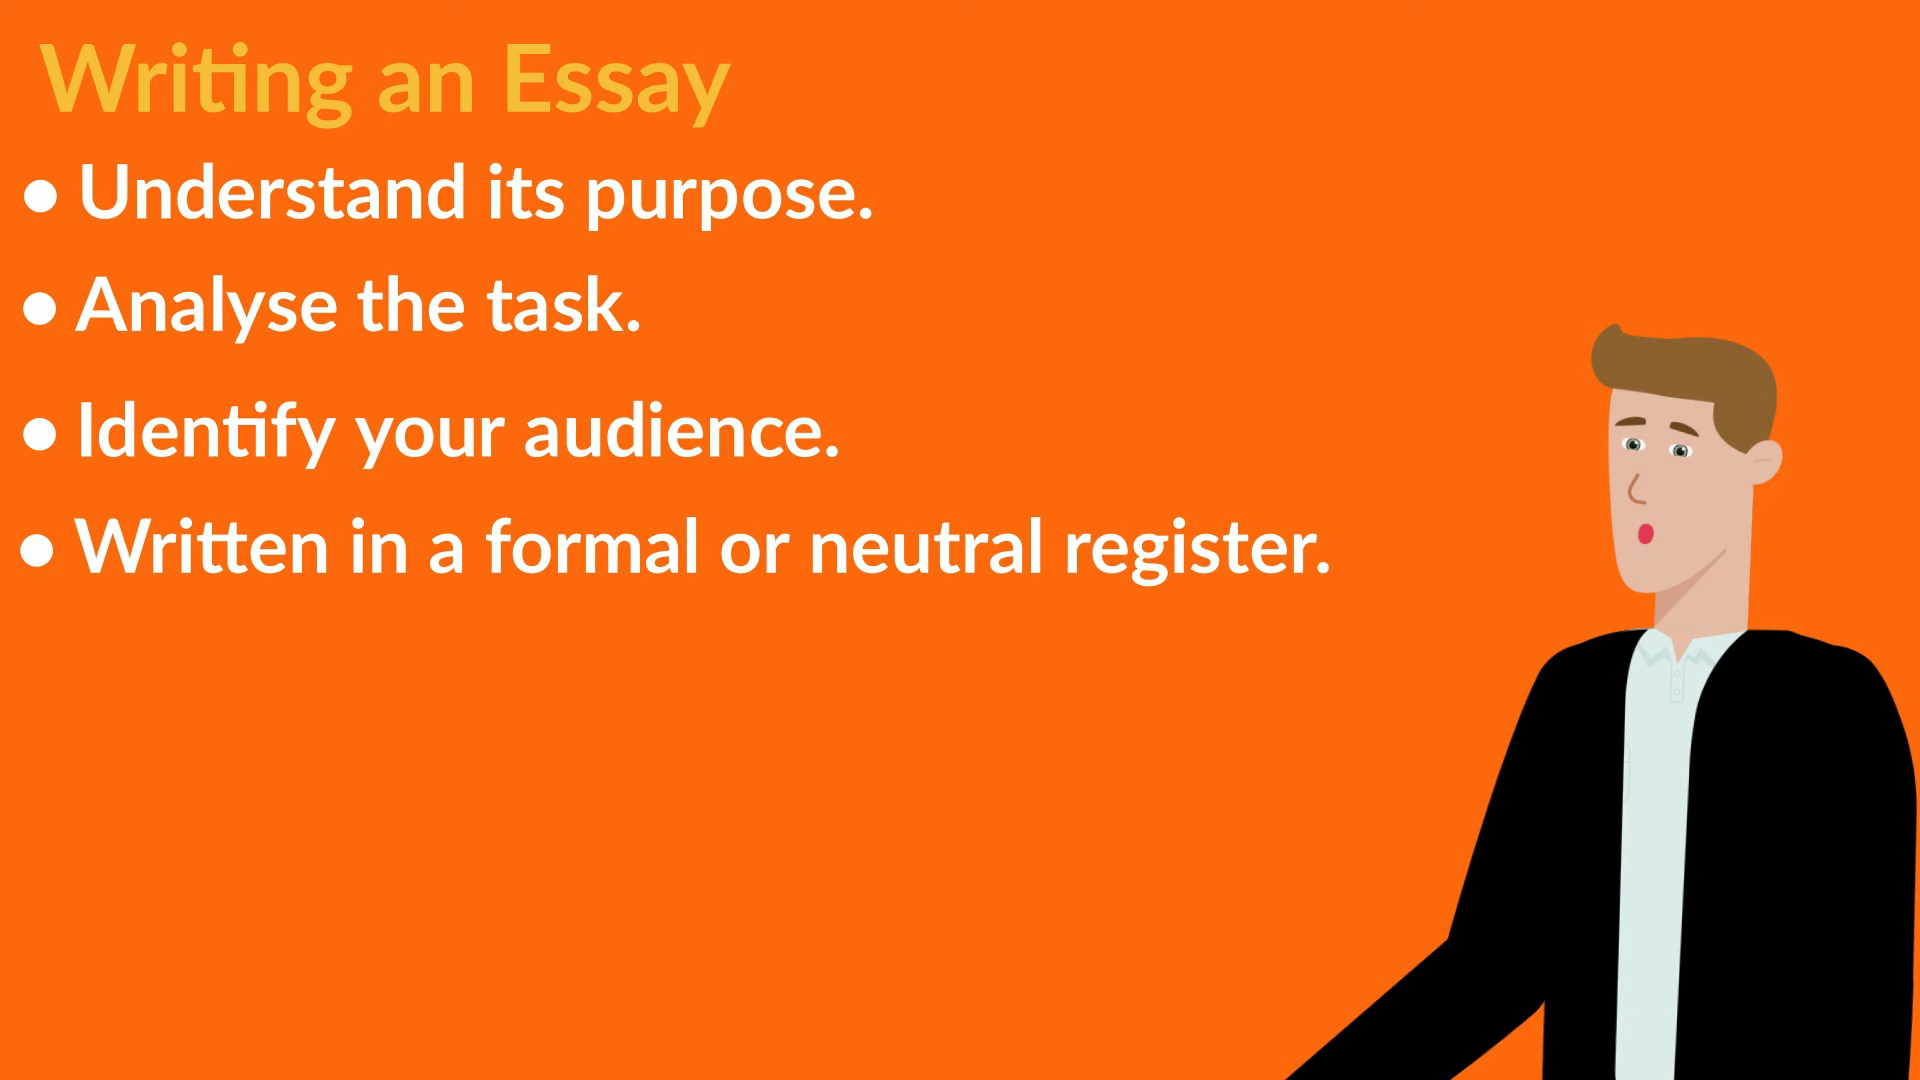 Writing an Essay
• Understand its purpose.
• Analyse the task.
• Identify your audience.
• Written in a formal or neutral register.